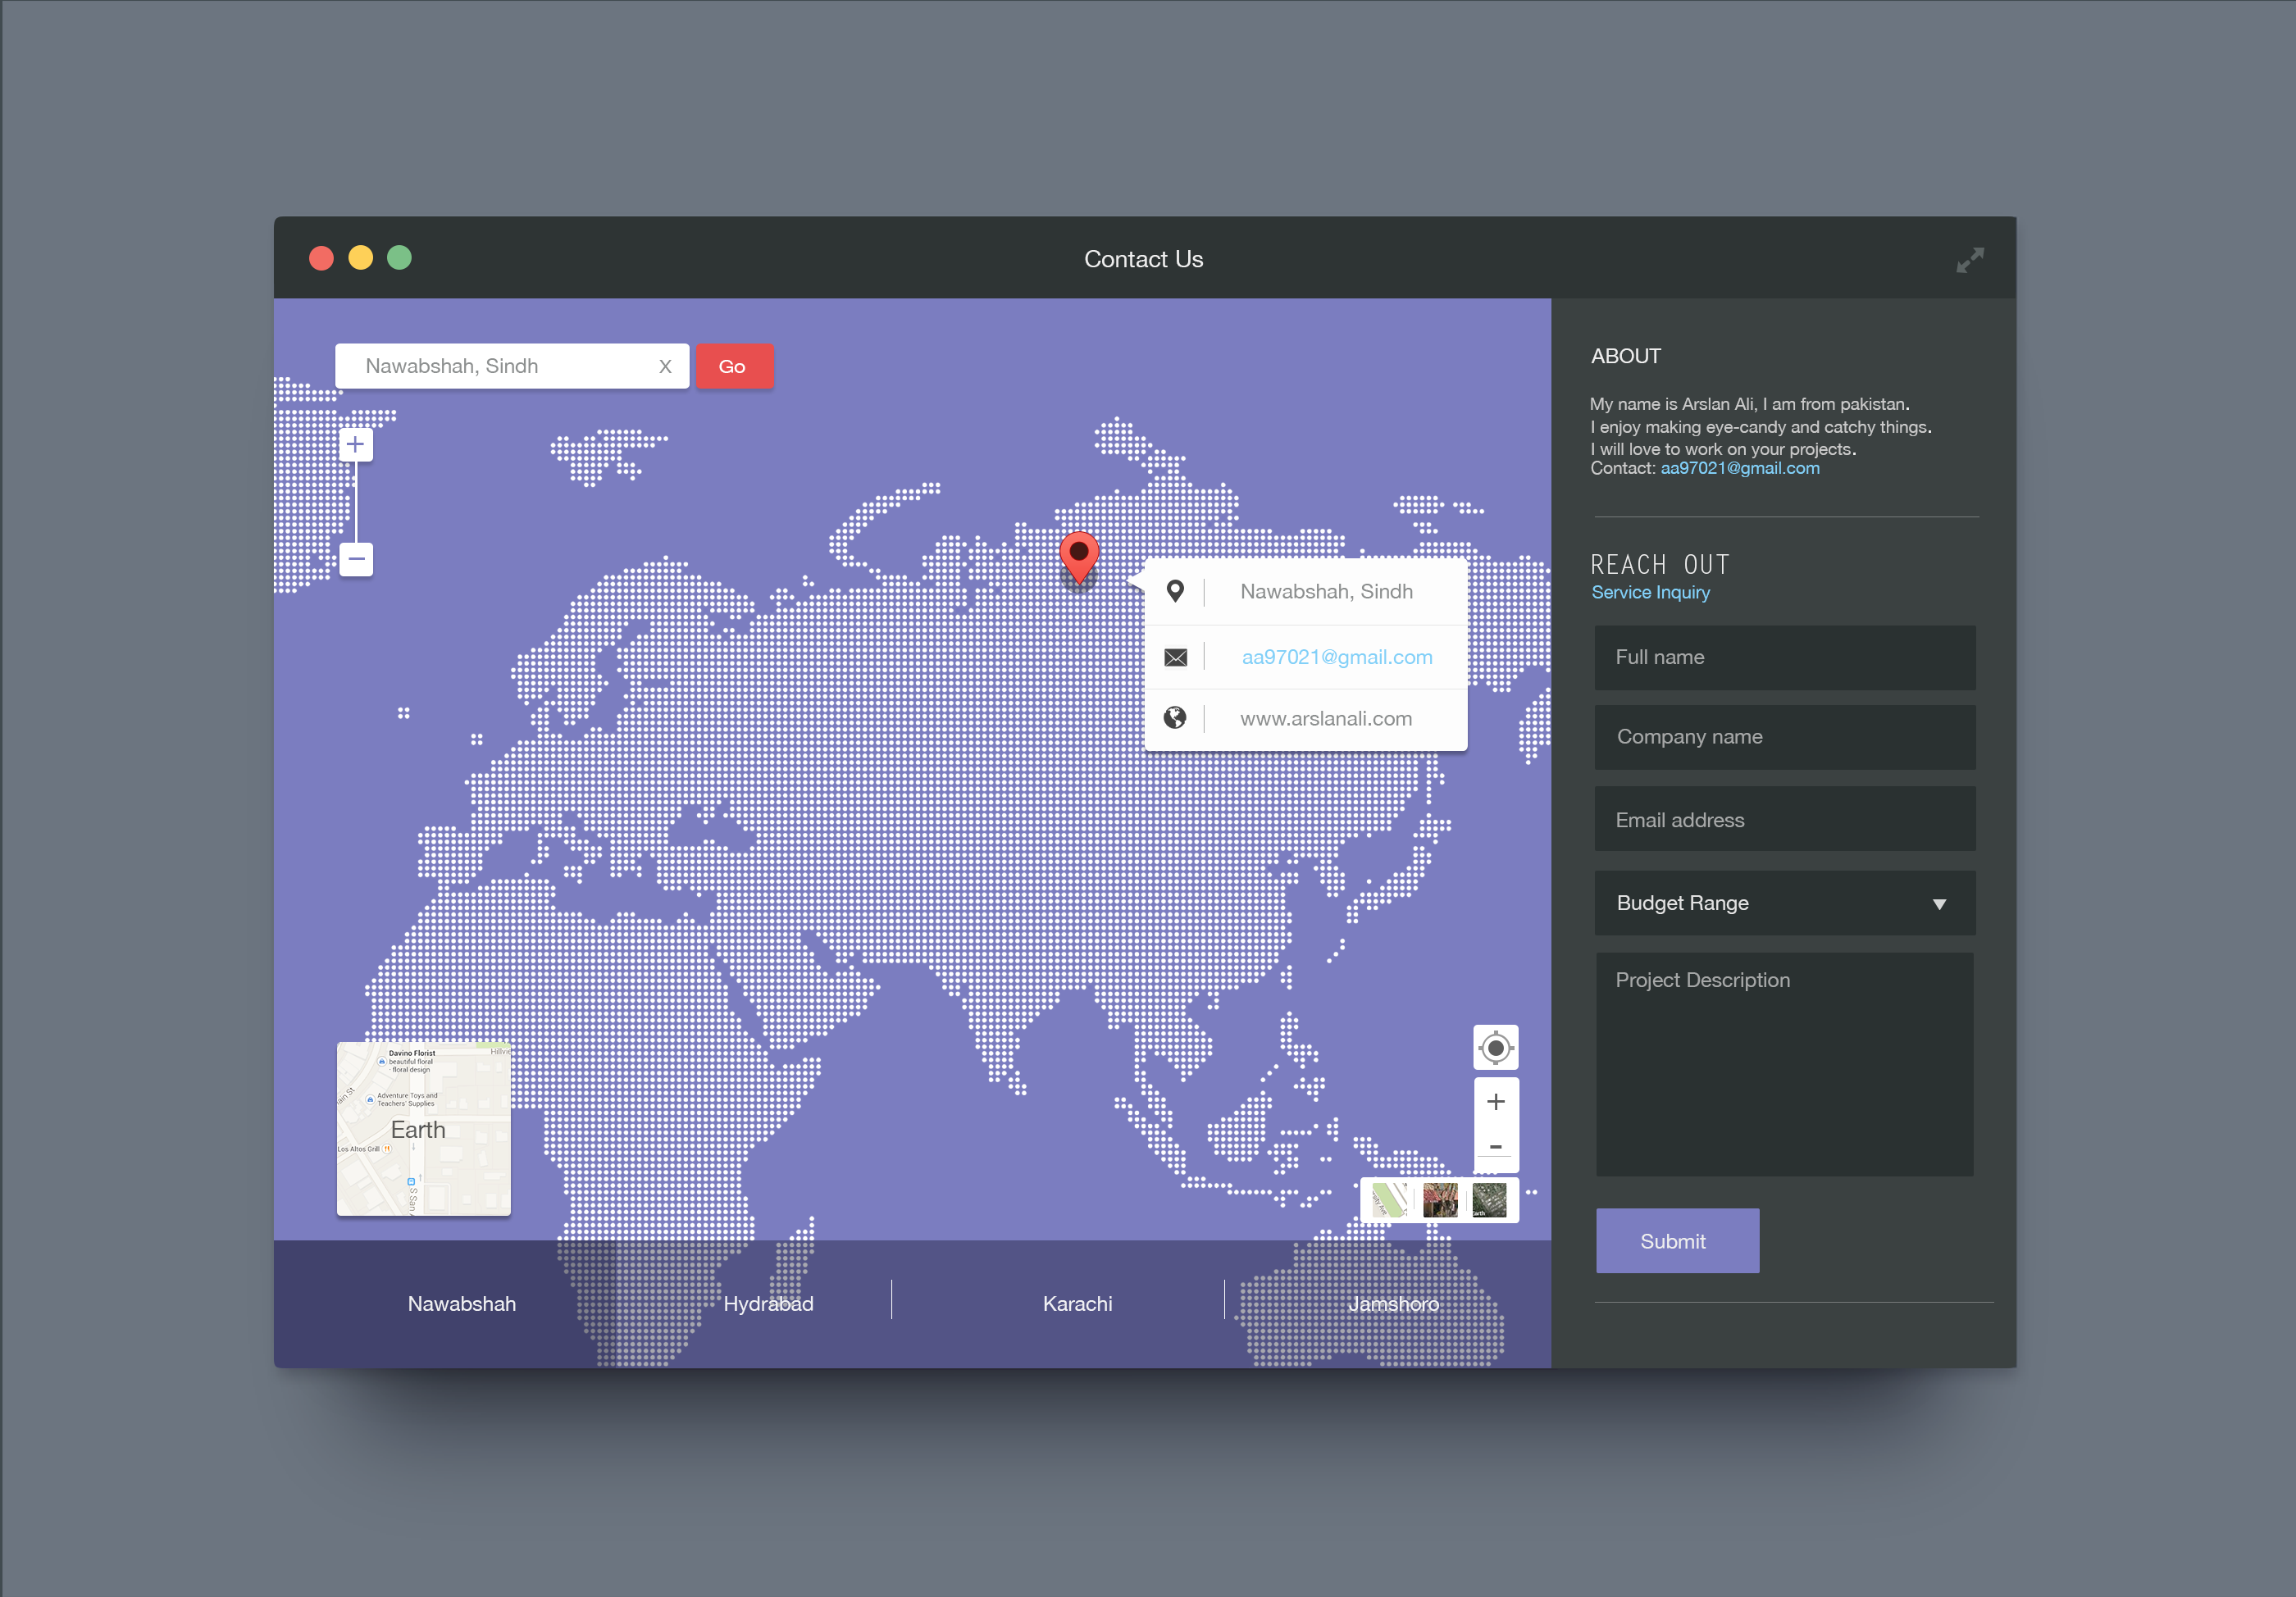 Contact Us
Nawabshah, Sindh X Go
+
−
Nawabshah, Sindh
aa97021@gmail.com
www.arslanali.com
Davino Florist
beautiful floral
floral design
Adventure Toys and
Teachers' Supplies
Earth
Los Altos Grill
S San
+
-
Nawabshah
Hydrabad
Karachi
Jamshoro
ABOUT
My name is Arslan Ali, I am from pakistan.
I enjoy making eye-candy and catchy things.
I will love to work on your projects.
Contact: aa97021@gmail.com
REACH OUT
Service Inquiry
Full name
Company name
Email address
Budget Range
Project Description
Submit